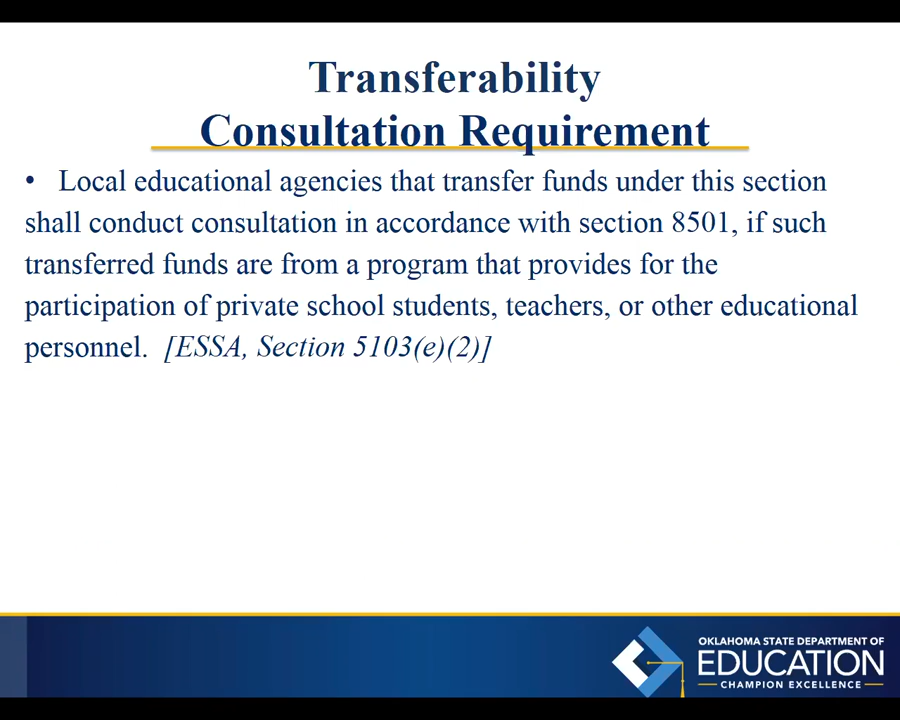 Transferability
Consultation Requirement
• Local educational agencies that transfer funds under this section
shall conduct consultation in accordance with section 8501, if such
transferred funds are from a program that provides for the
participation of private school students, teachers, or other educational
personnel. [ESSA, Section 5103(e)(2)]
OKLAHOMA STATE DEPARTMENT OF
EDUCATION
CHAMPION EXCELLENCE